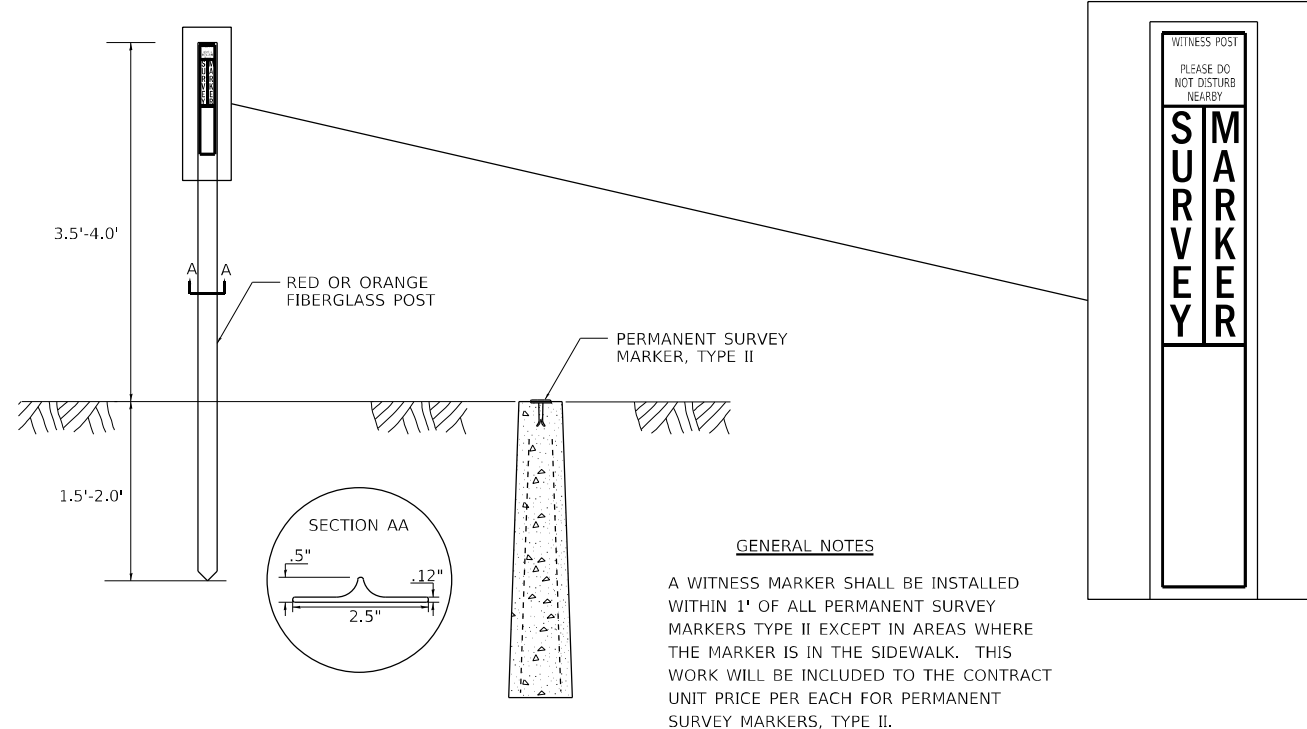 WITNESS POST
PLEASE DO
NOT DISTURB
NEARBY
SURVEY
MARKER
3.5'-4.0'
A A
RED OR ORANGE
FIBERGLASS POST
PERMANENT SURVEY
MARKER, TYPE II
1.5'-2.0'
SECTION AA
.5"
.12"
2.5"
GENERAL NOTES
A WITNESS MARKER SHALL BE INSTALLED
WITHIN 1' OF ALL PERMANENT SURVEY
MARKERS TYPE II EXCEPT IN AREAS WHERE
THE MARKER IS IN THE SIDEWALK. THIS
WORK WILL BE INCLUDED TO THE CONTRACT
UNIT PRICE PER EACH FOR PERMANENT
SURVEY MARKERS, TYPE II.